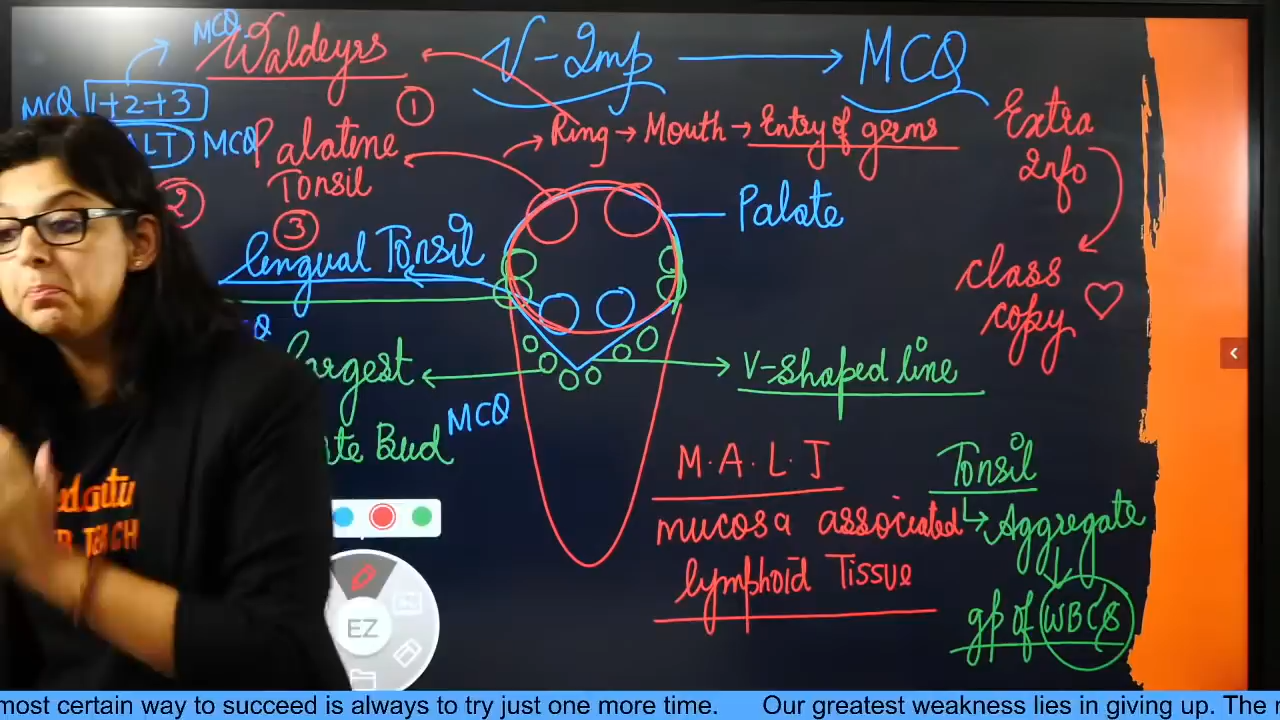 MCQ
Waldeyrs
V-Imp → MCQ
MCQ 1+2+3
①
MCQ
Palatine
Tonsil
→ Ring → Mouth → Entry of germs
Extra
Info
②
③
Palate
lingual Tonsil
class
copy ♡
largest
V-shaped line
MCQ
Bud
M.A.L.T
Tonsil
mucosa associated
Aggregate
lymphoid Tissue
gp of WBCs
EZ
most certain way to succeed is always to try just one more time. Our greatest weakness lies in giving up. The